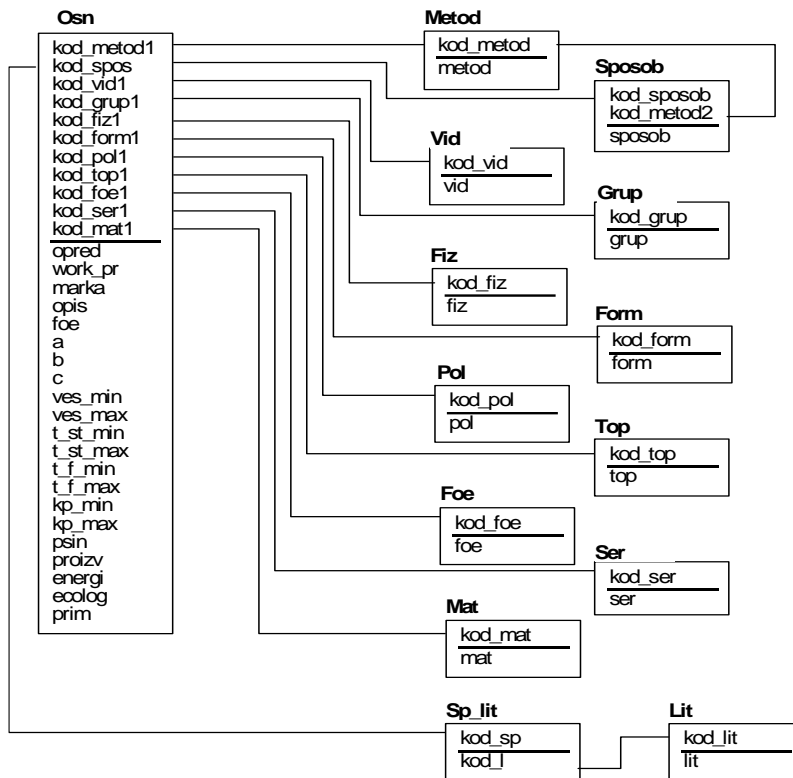 Osn
kod_metod1
kod_spos
kod_vid1
kod_grup1
kod_fiz1
kod_form1
kod_pol1
kod_top1
kod_foe1
kod_ser1
kod_mat1
opred
work_pr
marka
opis
foe
a
b
c
ves_min
ves_max
t_st_min
t_st_max
t_f_min
t_f_max
kp_min
kp_max
psin
proizv
energi
ecolog
prim
Metod
kod_metod
metod
Sposob
kod_sposob
kod_metod2
sposob
Vid
kod_vid
vid
Grup
kod_grup
grup
Fiz
kod_fiz
fiz
Form
kod_form
form
Pol
kod_pol
pol
Top
kod_top
top
Foe
kod_foe
foe
Ser
kod_ser
ser
Mat
kod_mat
mat
Sp_lit
kod_sp
kod_l
Lit
kod_lit
lit